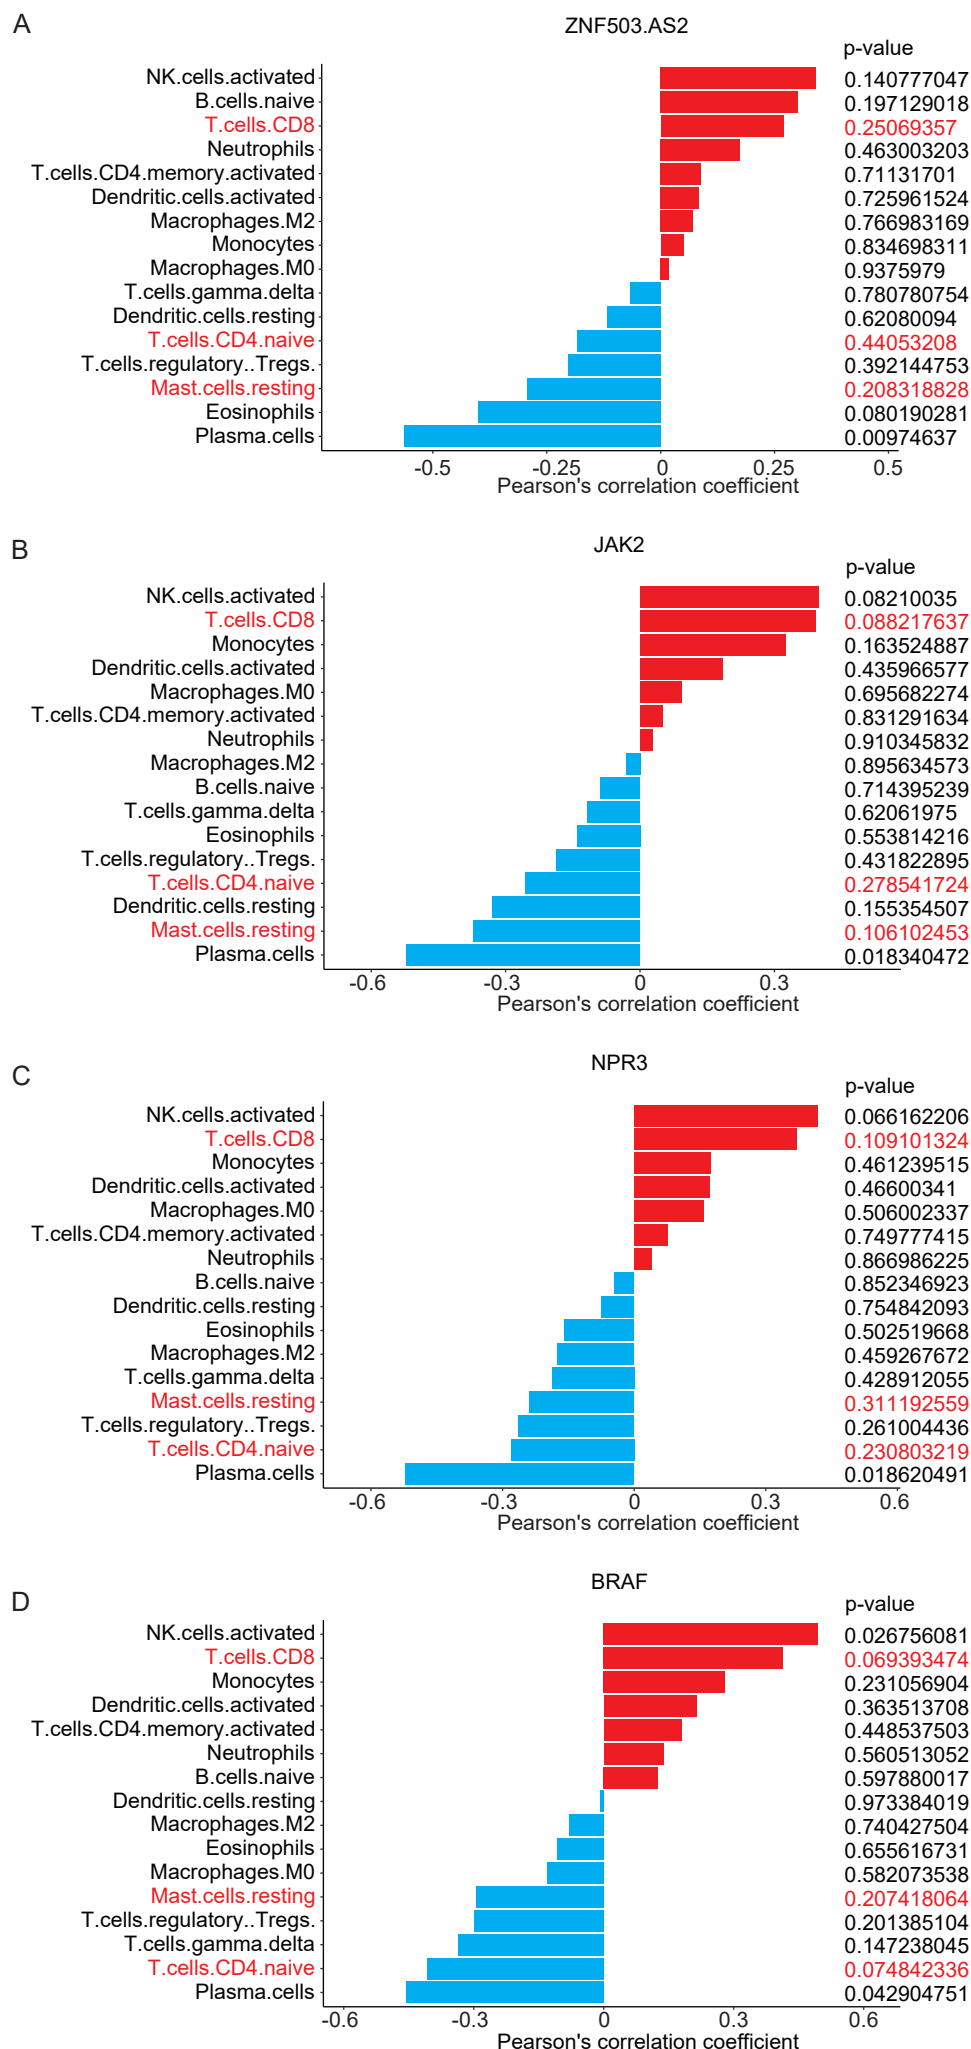 A
ZNF503.AS2
p-value
NK.cells.activated 0.140777047
B.cells.naive 0.197129018
T.cells.CD8 0.25069357
Neutrophils 0.463003203
T.cells.CD4.memory.activated 0.71131701
Dendritic.cells.activated 0.725961524
Macrophages.M2 0.766983169
Monocytes 0.834698311
Macrophages.M0 0.9375979
T.cells.gamma.delta 0.780780754
Dendritic.cells.resting 0.62080094
T.cells.CD4.naive 0.44053208
T.cells.regulatory..Tregs. 0.392144753
Mast.cells.resting 0.208318828
Eosinophils 0.080190281
Plasma.cells 0.00974637
-0.5 -0.25 0 0.25 0.5
Pearson's correlation coefficient
B
JAK2
p-value
NK.cells.activated 0.08210035
T.cells.CD8 0.088217637
Monocytes 0.163524887
Dendritic.cells.activated 0.435966577
Macrophages.M0 0.695682274
T.cells.CD4.memory.activated 0.831291634
Neutrophils 0.910345832
Macrophages.M2 0.895634573
B.cells.naive 0.714395239
T.cells.gamma.delta 0.62061975
Eosinophils 0.553814216
T.cells.regulatory..Tregs. 0.431822895
T.cells.CD4.naive 0.278541724
Dendritic.cells.resting 0.155354507
Mast.cells.resting 0.106102453
Plasma.cells 0.018340472
-0.6 -0.3 0 0.3
Pearson's correlation coefficient
C
NPR3
p-value
NK.cells.activated 0.066162206
T.cells.CD8 0.109101324
Monocytes 0.461239515
Dendritic.cells.activated 0.46600341
Macrophages.M0 0.506002337
T.cells.CD4.memory.activated 0.749777415
Neutrophils 0.866986225
B.cells.naive 0.852346923
Dendritic.cells.resting 0.754842093
Eosinophils 0.502519668
Macrophages.M2 0.459267672
T.cells.gamma.delta 0.428912055
Mast.cells.resting 0.311192559
T.cells.regulatory..Tregs. 0.261004436
T.cells.CD4.naive 0.230803219
Plasma.cells 0.018620491
-0.6 -0.3 0 0.3 0.6
Pearson's correlation coefficient
D
BRAF
p-value
NK.cells.activated 0.026756081
T.cells.CD8 0.069393474
Monocytes 0.231056904
Dendritic.cells.activated 0.363513708
T.cells.CD4.memory.activated 0.448537503
Neutrophils 0.560513052
B.cells.naive 0.597880017
Dendritic.cells.resting 0.973384019
Macrophages.M2 0.740427504
Eosinophils 0.655616731
Macrophages.M0 0.582073538
Mast.cells.resting 0.207418064
T.cells.regulatory..Tregs. 0.201385104
T.cells.gamma.delta 0.147238045
T.cells.CD4.naive 0.074842336
Plasma.cells 0.042904751
-0.6 -0.3 0 0.3 0.6
Pearson's correlation coefficient